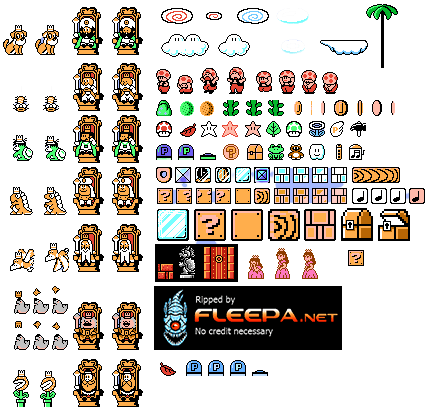 P P
?
?
?
?
Ripped by
FLEEPA.NET
No credit necessary
P P P